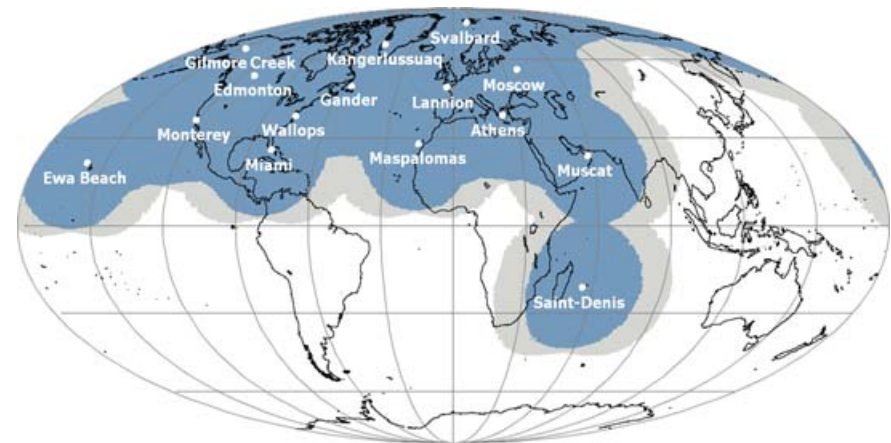 Svalbard
Gilmore Creek
Kangerlussuaq
Edmonton
Moscow
Gander
Lannion
Monterey
Wallops
Athens
Ewa Beach
Miami
Maspalomas
Muscat
Saint-Denis